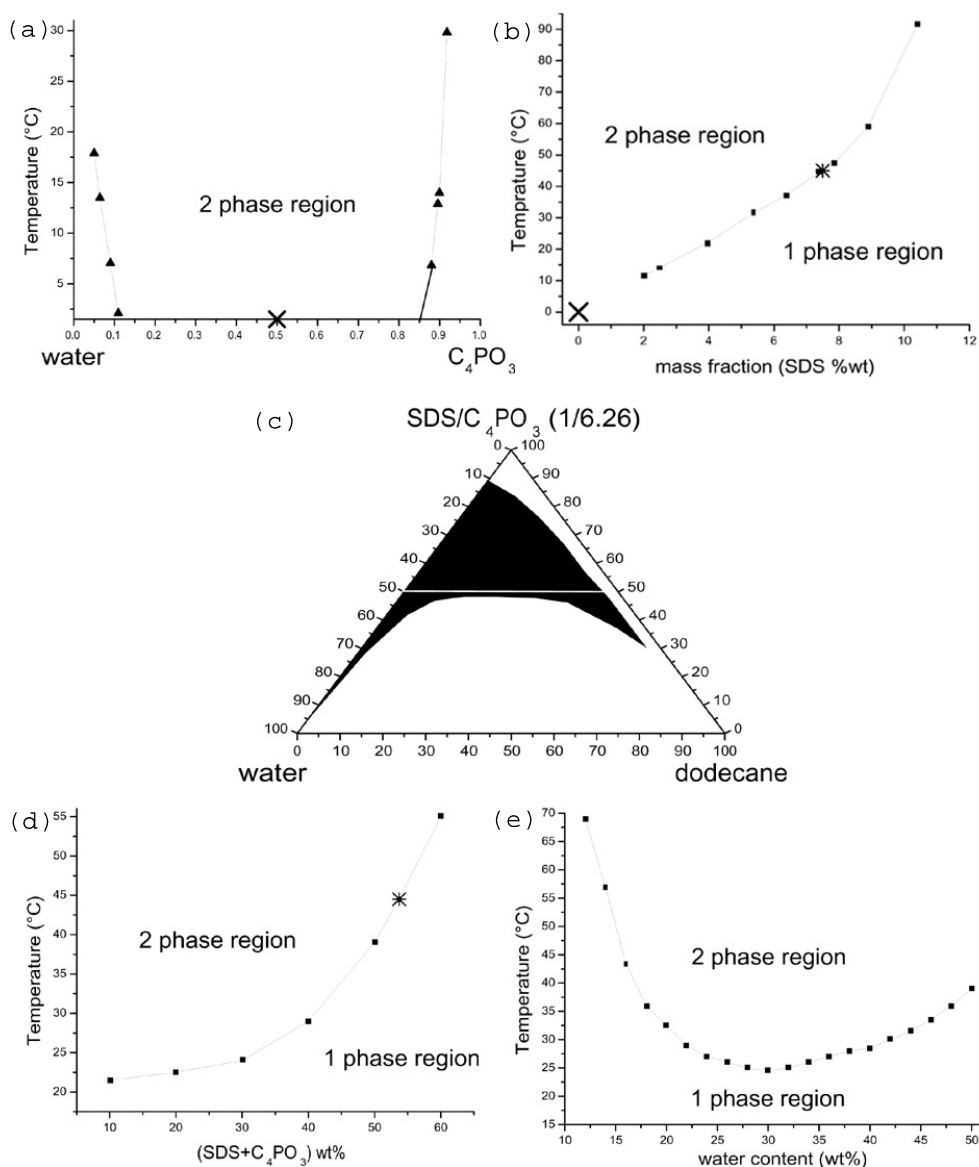 (a)
30
25
20
15
10
5
Temperature (°C)
2 phase region
0.0 0.1 0.2 0.3 0.4 0.5 0.6 0.7 0.8 0.9 1.0
water
C₄PO₃
(b)
90
80
70
60
50
40
30
20
10
0
Temprature (°C)
2 phase region
1 phase region
0 2 4 6 8 10 12
mass fraction (SDS %wt)
(c)
SDS/C₄PO₃ (1/6.26)
0 100
10 90
20 80
30 70
40 60
50 50
60 40
70 30
80 20
90 10
100 0
0 10 20 30 40 50 60 70 80 90 100
water
dodecane
(d)
55
50
45
40
35
30
25
20
Temperature (°C)
2 phase region
1 phase region
10 20 30 40 50 60
(SDS+C₄PO₃) wt%
(e)
70
65
60
55
50
45
40
35
30
25
20
15
Temperature (°C)
2 phase region
1 phase region
10 15 20 25 30 35 40 45 50
water content (wt%)